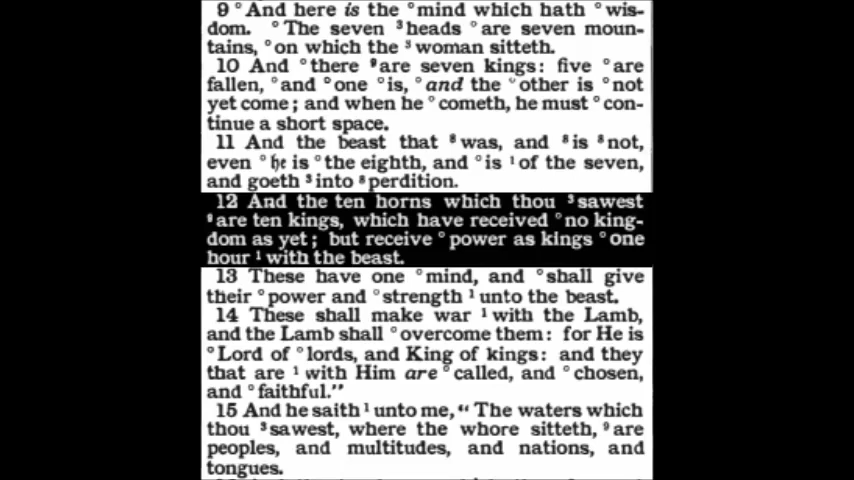 9 °And here is the °mind which hath °wis-
dom. °The seven ³heads °are seven moun-
tains, °on which the ³woman sitteth.
10 And °there ⁹are seven kings: five °are
fallen, °and °one °is, °and the °other is °not
yet come; and when he °cometh, he must °con-
tinue a short space.
11 And the beast that ⁸was, and ⁸is ⁸not,
even °he is °the eighth, and °is ¹of the seven,
and goeth ³into ⁸perdition.
12 And the ten horns which thou ³sawest
⁹are ten kings, which have received °no king-
dom as yet; but receive °power as kings °one
hour ¹with the beast.
13 These have one °mind, and °shall give
their °power and °strength ¹unto the beast.
14 These shall make war ¹with the Lamb,
and the Lamb shall °overcome them: for He is
°Lord of °lords, and King of kings: and they
that are ¹with Him are °called, and °chosen,
and °faithful."
15 And he saith ¹unto me, "The waters which
thou ³sawest, where the whore sitteth, ⁹are
peoples, and multitudes, and nations, and
tongues.